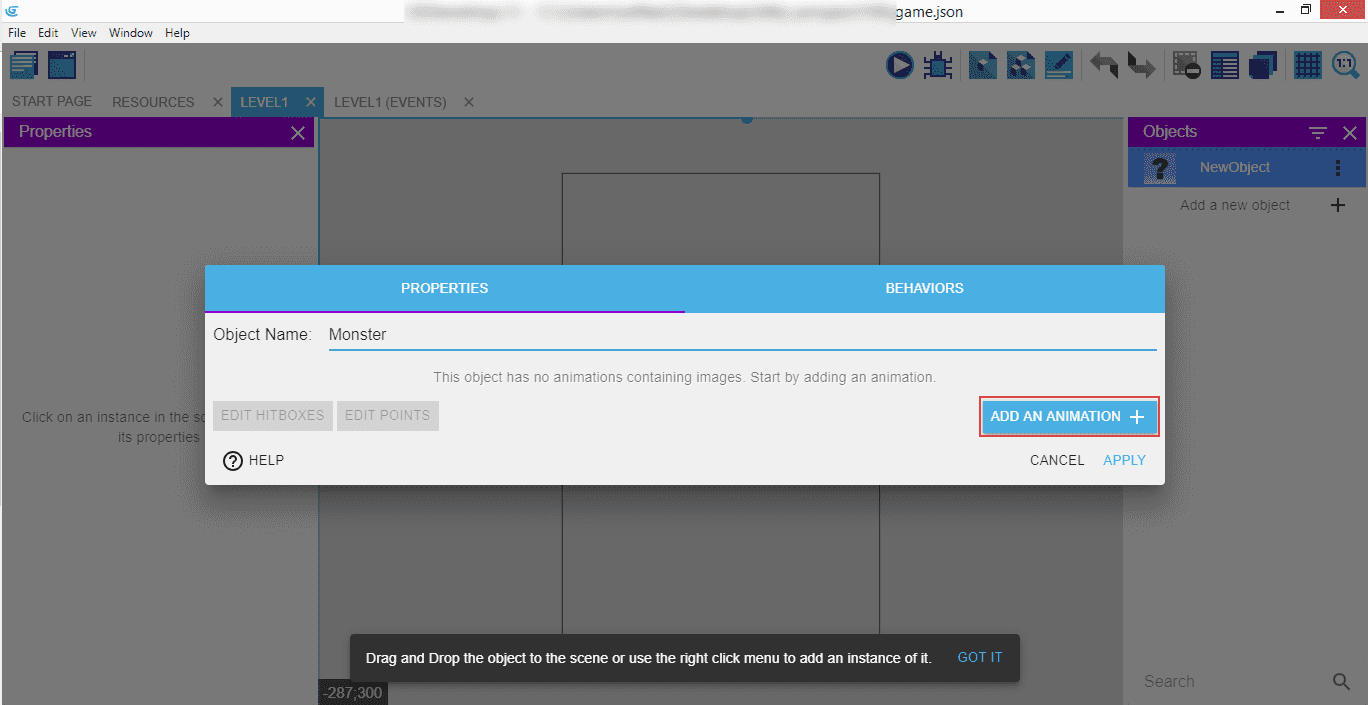 game.json
File Edit View Window Help
1:1
START PAGE RESOURCES LEVEL1 LEVEL1 (EVENTS)
Properties
Objects
NewObject
Add a new object
PROPERTIES BEHAVIORS
Object Name: Monster
This object has no animations containing images. Start by adding an animation.
Click on an instance in the sc
its properties
EDIT HITBOXES EDIT POINTS
ADD AN ANIMATION
HELP
CANCEL APPLY
Drag and Drop the object to the scene or use the right click menu to add an instance of it. GOT IT
-287;300
Search